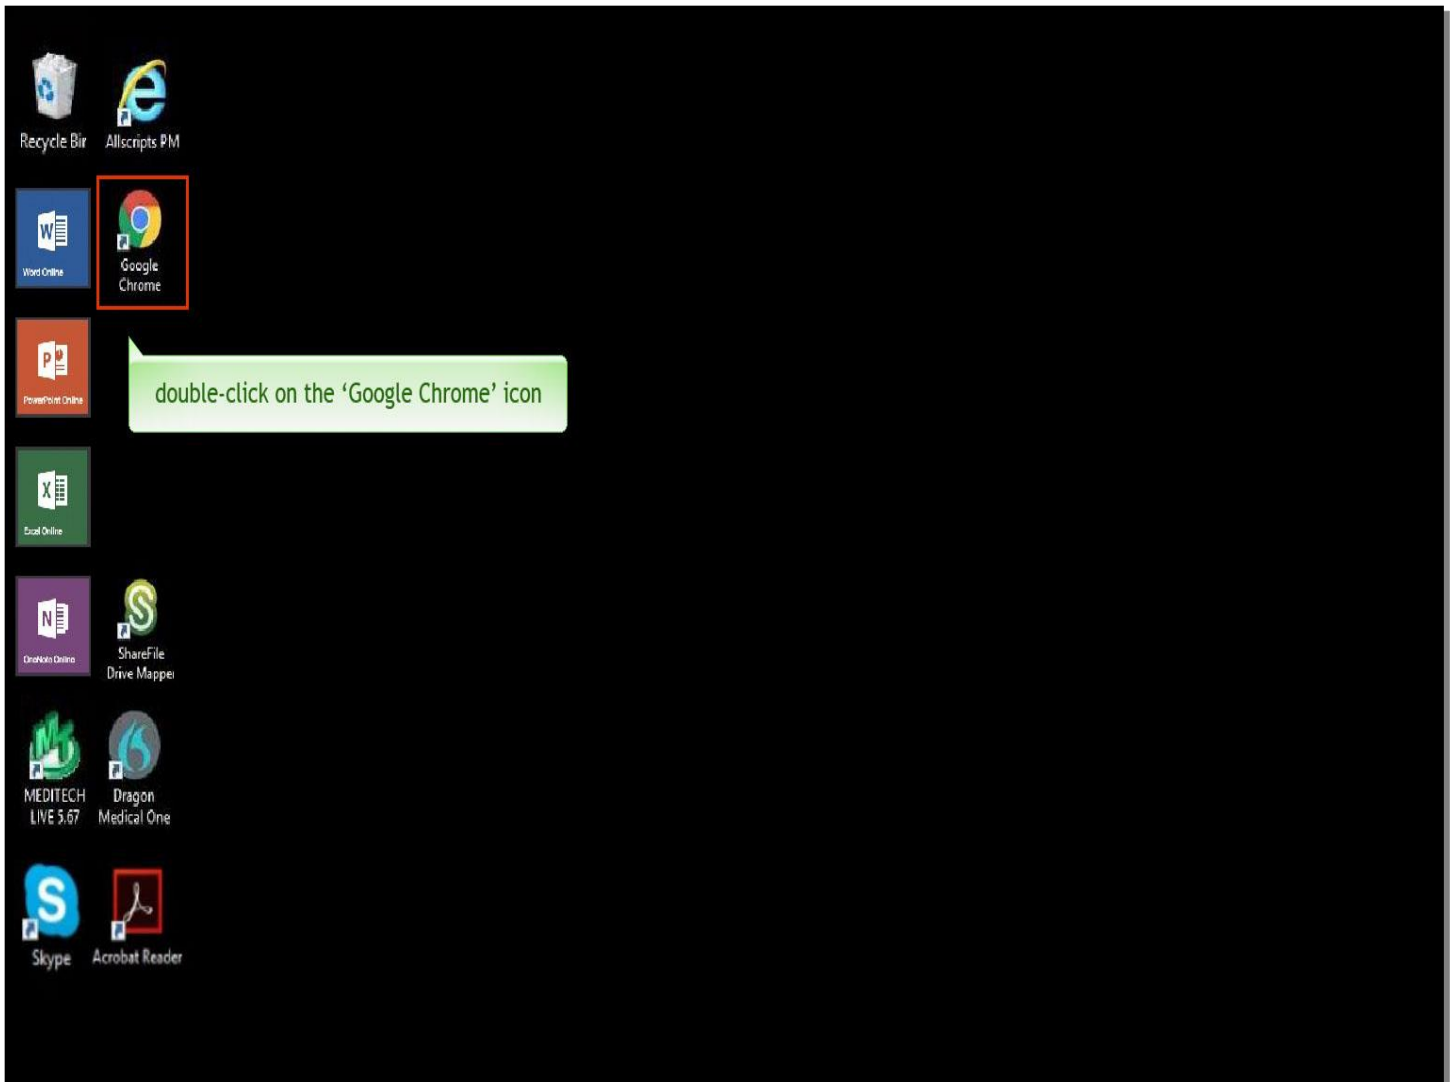 Recycle Bin
Allscripts PM
Word Online
Google
Chrome
PowerPoint Online
double-click on the ‘Google Chrome’ icon
Excel Online
OneNote Online
ShareFile
Drive Mapper
MEDITECH
LIVE 5.67
Dragon
Medical One
Skype
Acrobat Reader